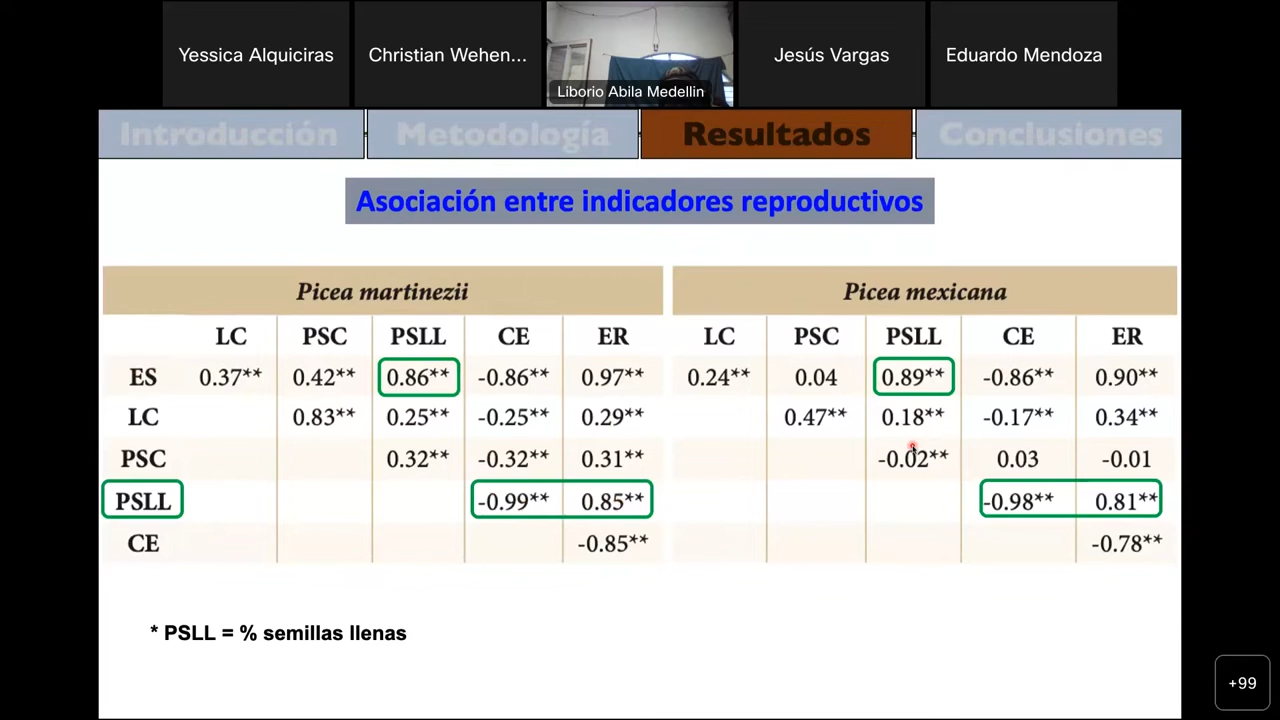 Yessica Alquiciras Christian Wehen... Jesús Vargas Eduardo Mendoza
Liborio Abila Medellin
Introducción Metodología Resultados Conclusiones
Asociación entre indicadores reproductivos
Picea martinezii Picea mexicana
LC PSC PSLL CE ER LC PSC PSLL CE ER
ES 0.37** 0.42** 0.86** -0.86** 0.97** 0.24** 0.04 0.89** -0.86** 0.90**
LC 0.83** 0.25** -0.25** 0.29** 0.47** 0.18** -0.17** 0.34**
PSC 0.32** -0.32** 0.31** -0.02** 0.03 -0.01
PSLL -0.99** 0.85** -0.98** 0.81**
CE -0.85** -0.78**
* PSLL = % semillas llenas
+99